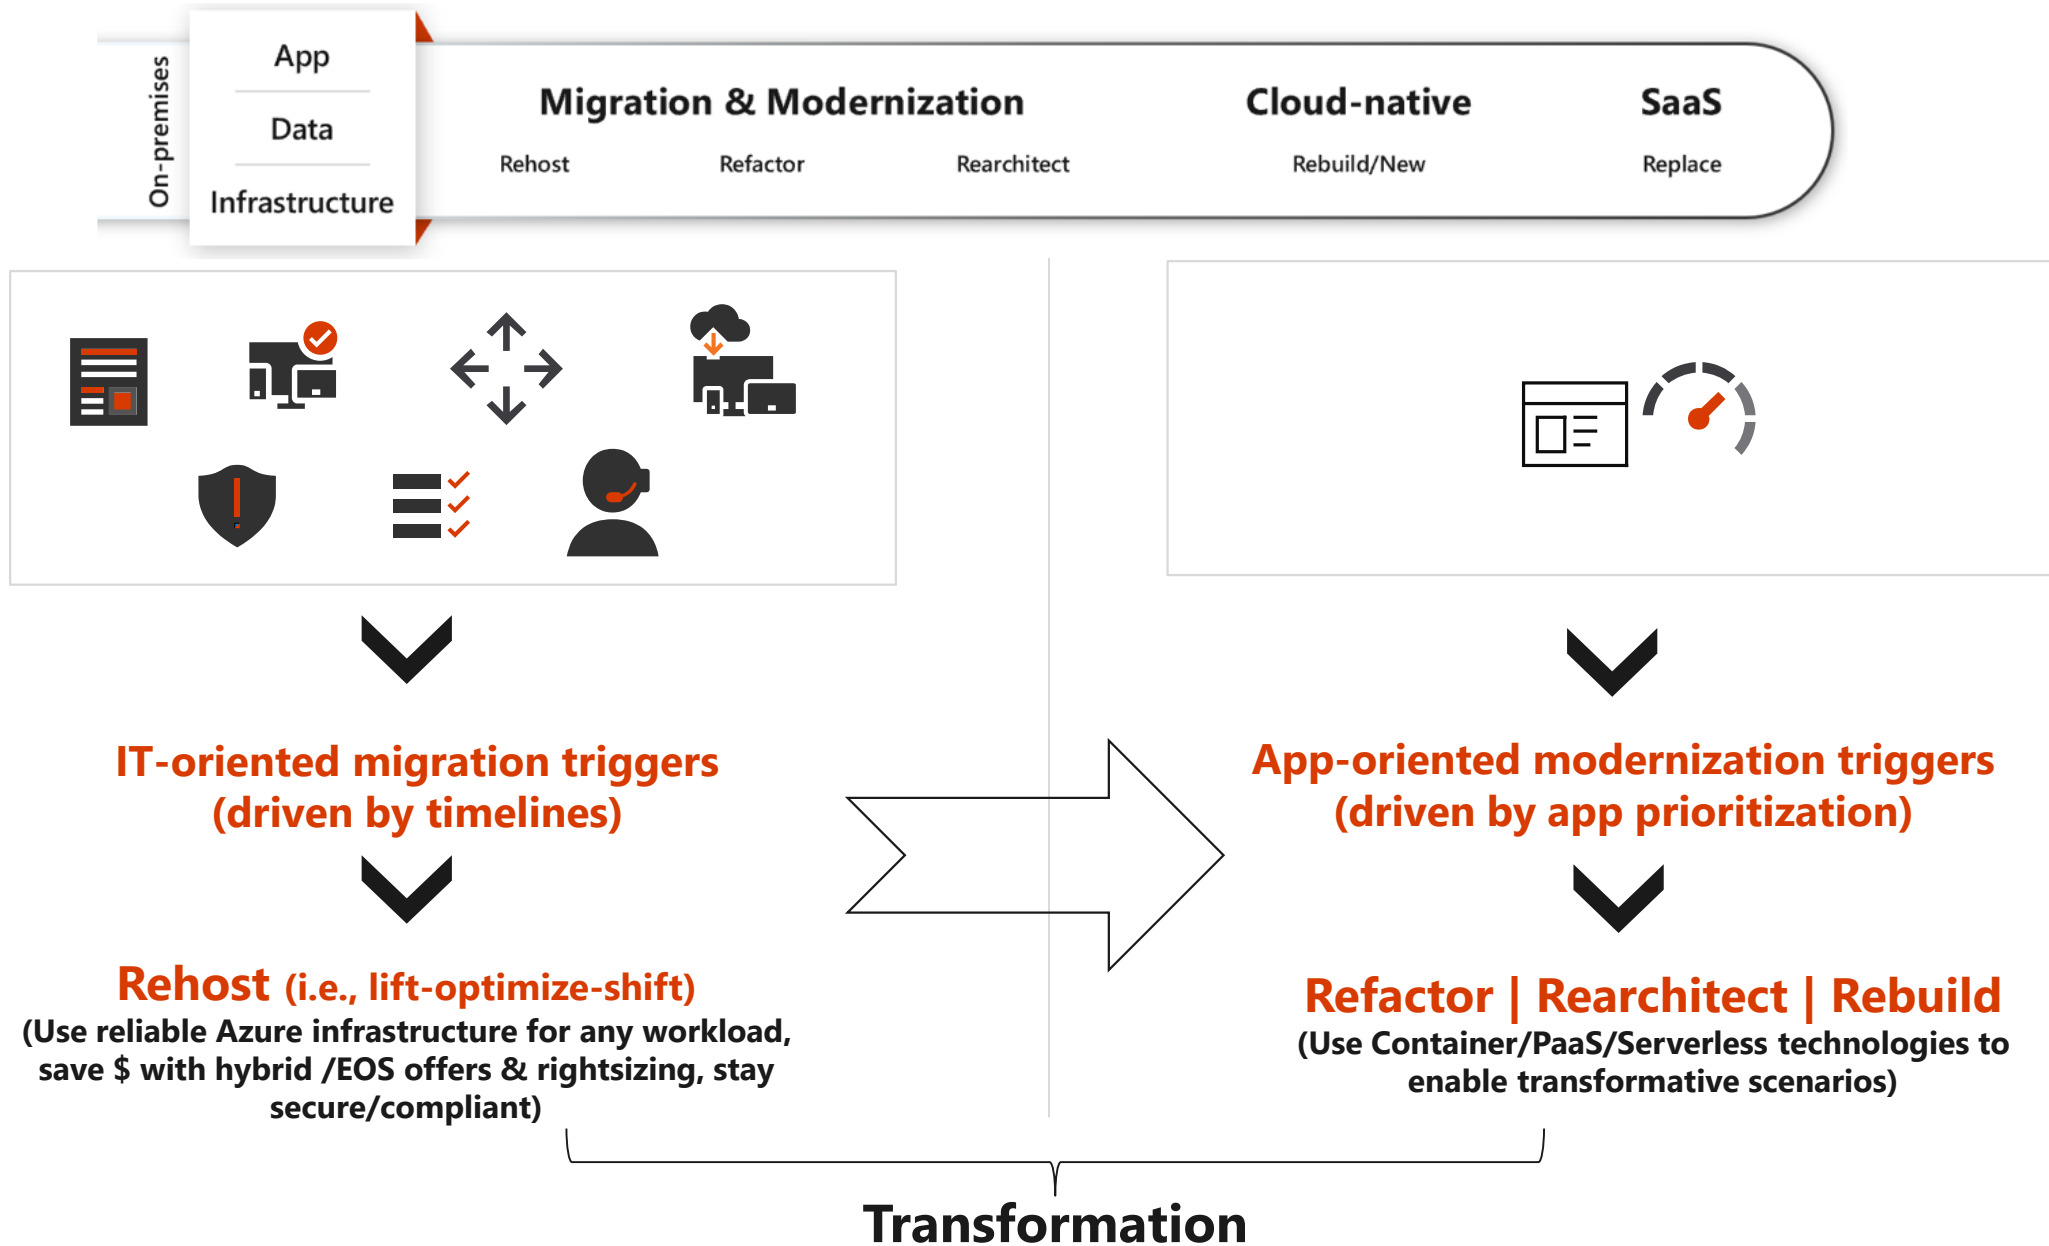 On-premises
App
Data
Infrastructure
Migration & Modernization
Cloud-native
SaaS
Rehost
Refactor
Rearchitect
Rebuild/New
Replace
IT-oriented migration triggers
(driven by timelines)
Rehost (i.e., lift-optimize-shift)
(Use reliable Azure infrastructure for any workload,
save $ with hybrid /EOS offers & rightsizing, stay
secure/compliant)
App-oriented modernization triggers
(driven by app prioritization)
Refactor | Rearchitect | Rebuild
(Use Container/PaaS/Serverless technologies to
enable transformative scenarios)
Transformation